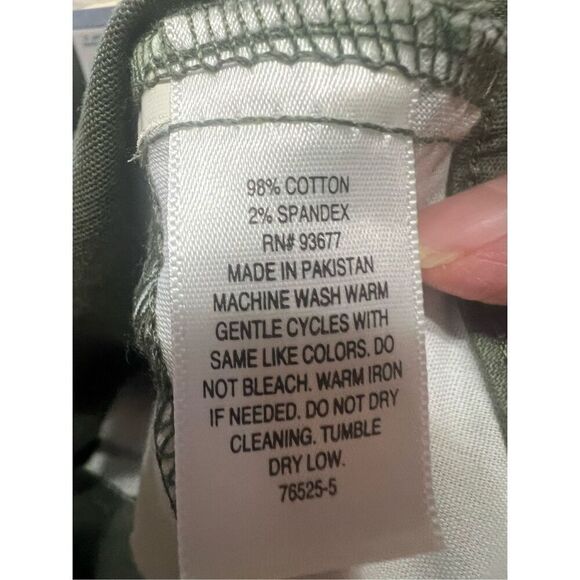 98% COTTON
2% SPANDEX
RN# 93677
MADE IN PAKISTAN
MACHINE WASH WARM
GENTLE CYCLES WITH
SAME LIKE COLORS. DO
NOT BLEACH. WARM IRON
IF NEEDED. DO NOT DRY
CLEANING. TUMBLE
DRY LOW.
76525-5